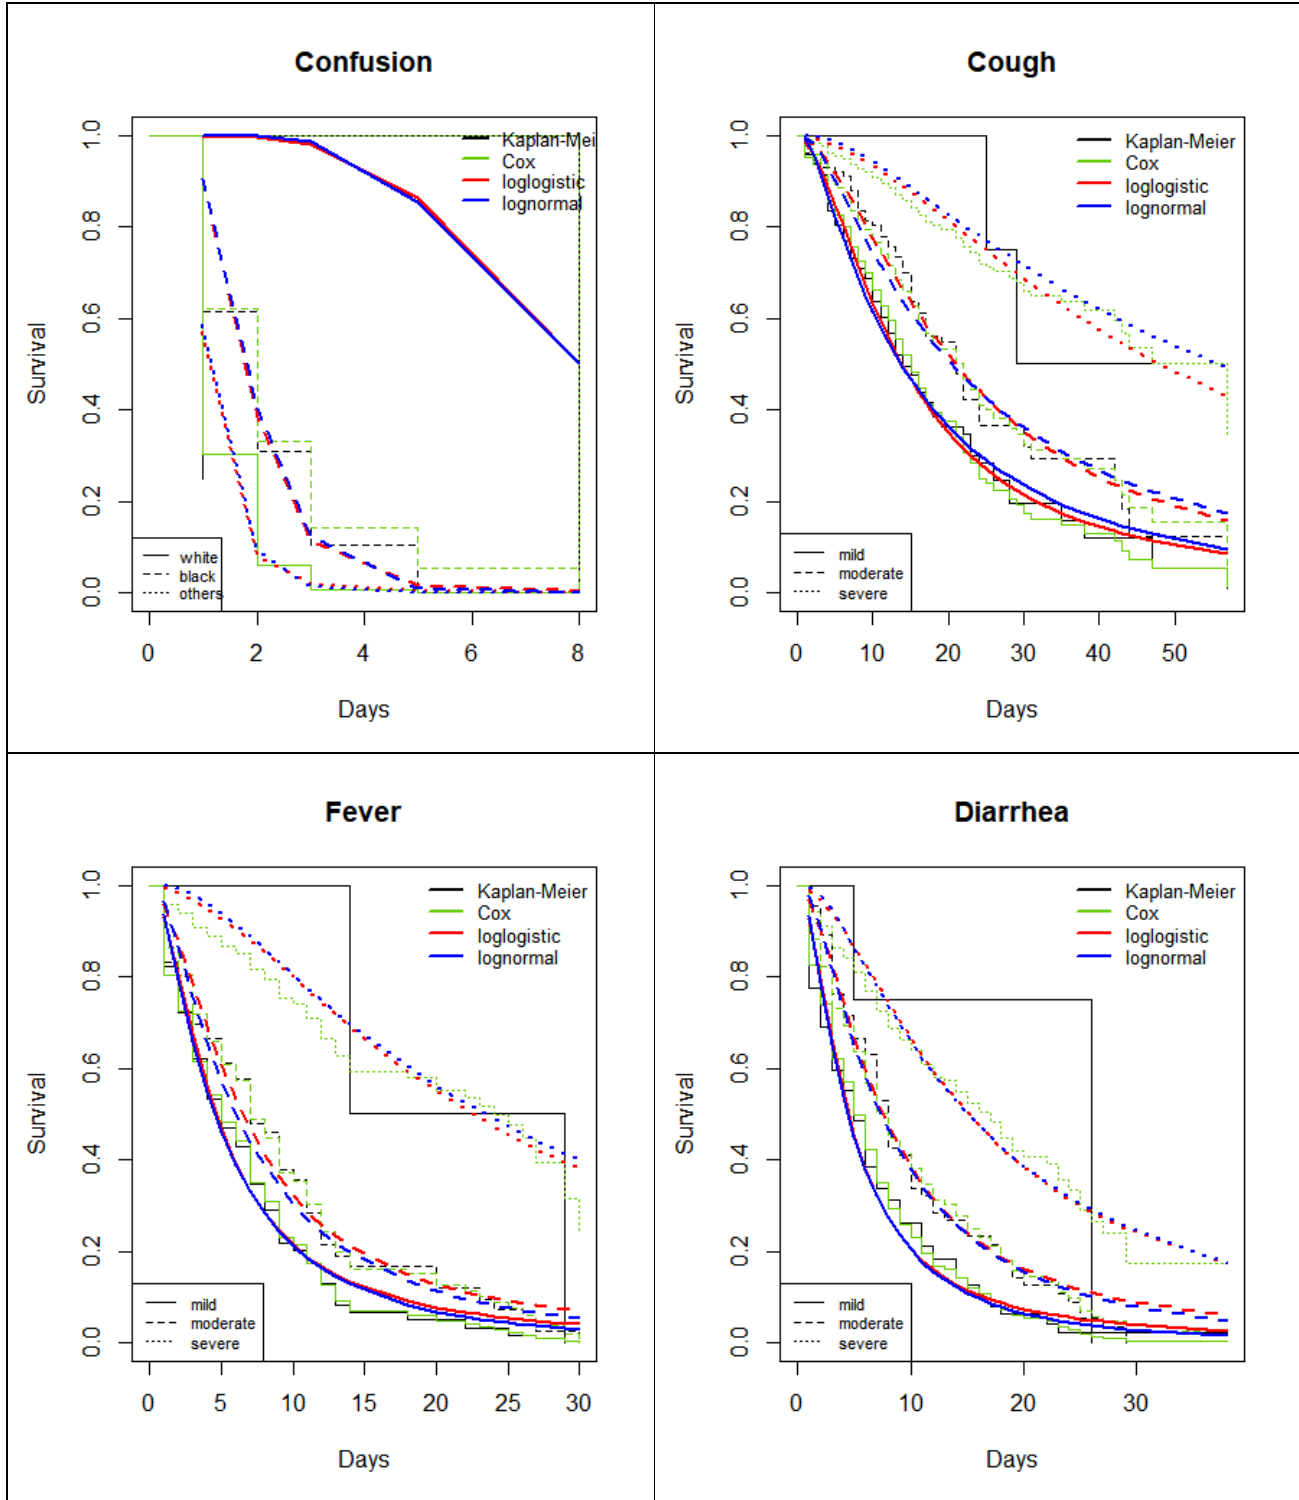 Confusion
Survival
1.0
0.8
0.6
0.4
0.2
0.0
Kaplan-Mei
Cox
loglogistic
lognormal
white
black
others
0 2 4 6 8
Days
Cough
Survival
1.0
0.8
0.6
0.4
0.2
0.0
Kaplan-Meier
Cox
loglogistic
lognormal
mild
moderate
severe
0 10 20 30 40 50
Days
Fever
Survival
1.0
0.8
0.6
0.4
0.2
0.0
Kaplan-Meier
Cox
loglogistic
lognormal
mild
moderate
severe
0 5 10 15 20 25 30
Days
Diarrhea
Survival
1.0
0.8
0.6
0.4
0.2
0.0
Kaplan-Meier
Cox
loglogistic
lognormal
mild
moderate
severe
0 10 20 30
Days